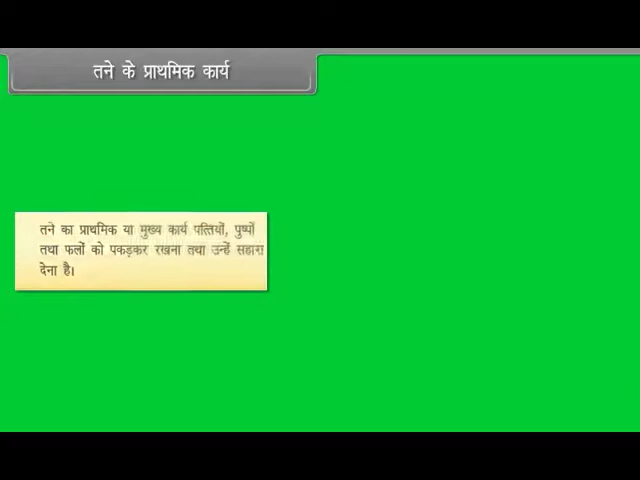 तने के प्राथमिक कार्य
तने का प्राथमिक या मुख्य कार्य पत्तियों, पुष्पों
तथा फलों को पकड़कर रखना तथा उन्हें सहारा
देना है।